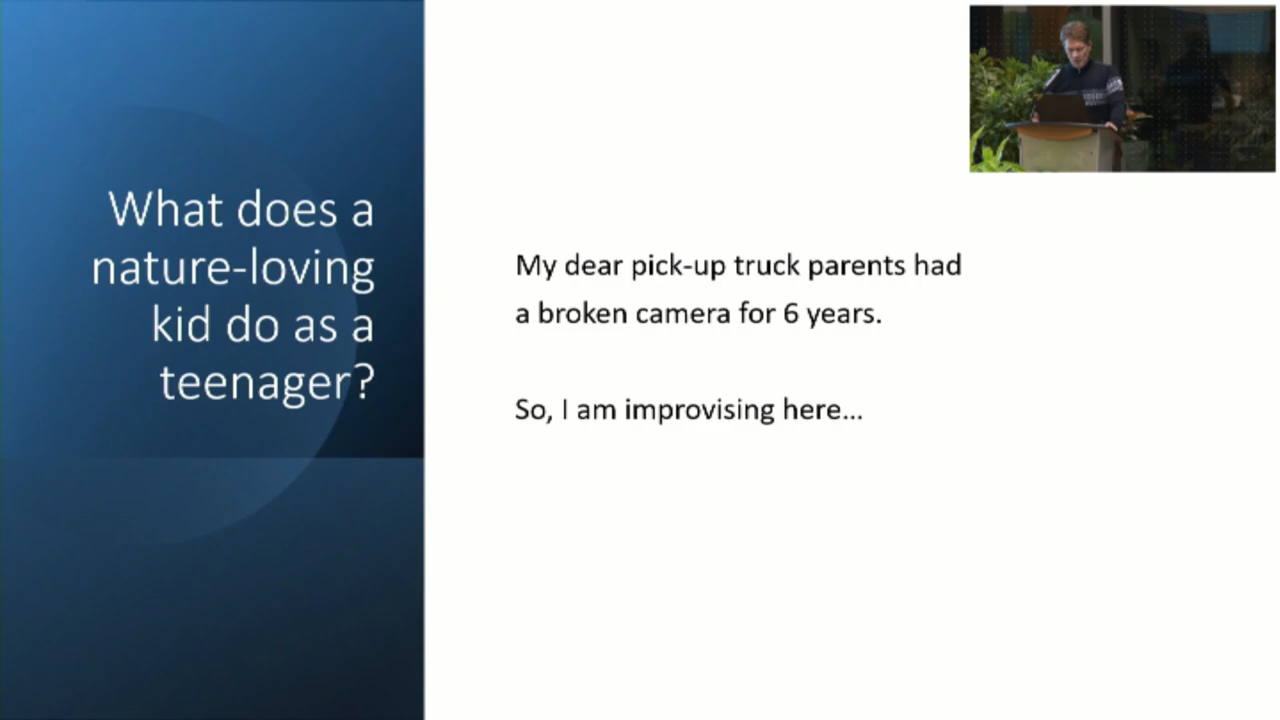 What does a
nature-loving
kid do as a
teenager?
My dear pick-up truck parents had
a broken camera for 6 years.
So, I am improvising here...